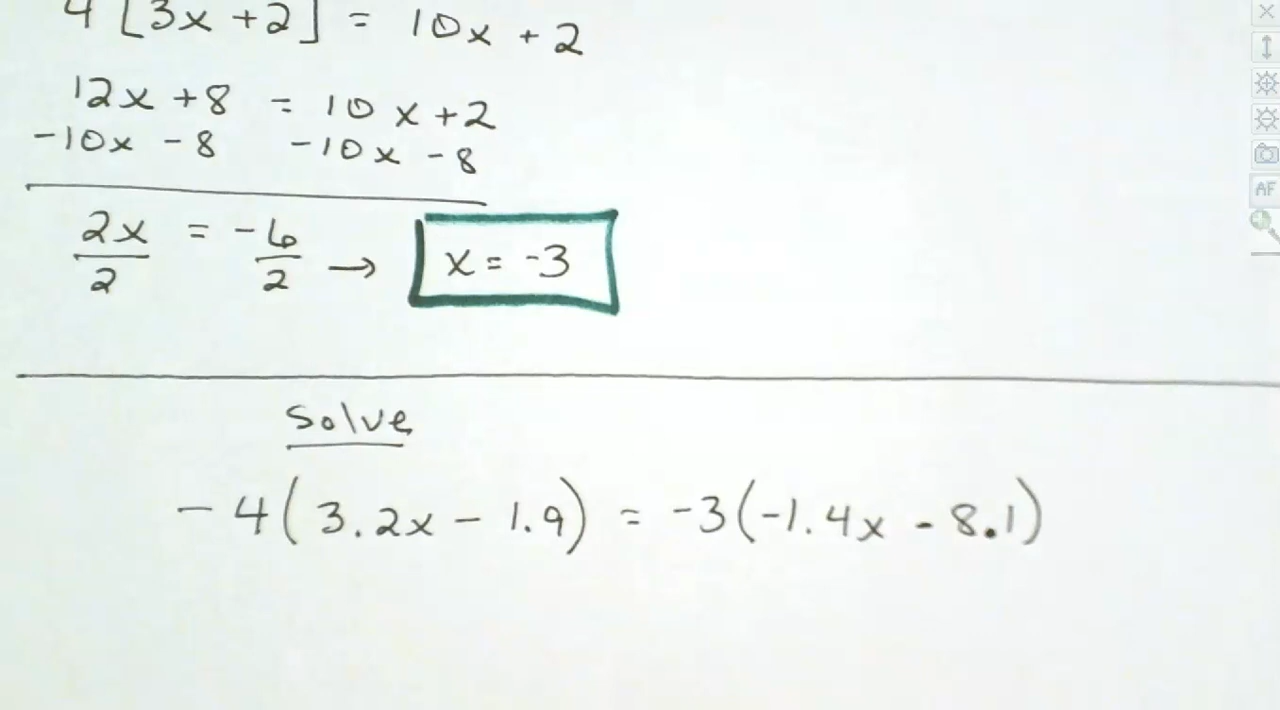 4 [3x + 2] = 10x + 2
12x + 8 = 10x + 2
-10x - 8 -10x - 8
2x = -6
2 2 → x = -3
Solve
-4(3.2x - 1.9) = -3(-1.4x - 8.1)
AF